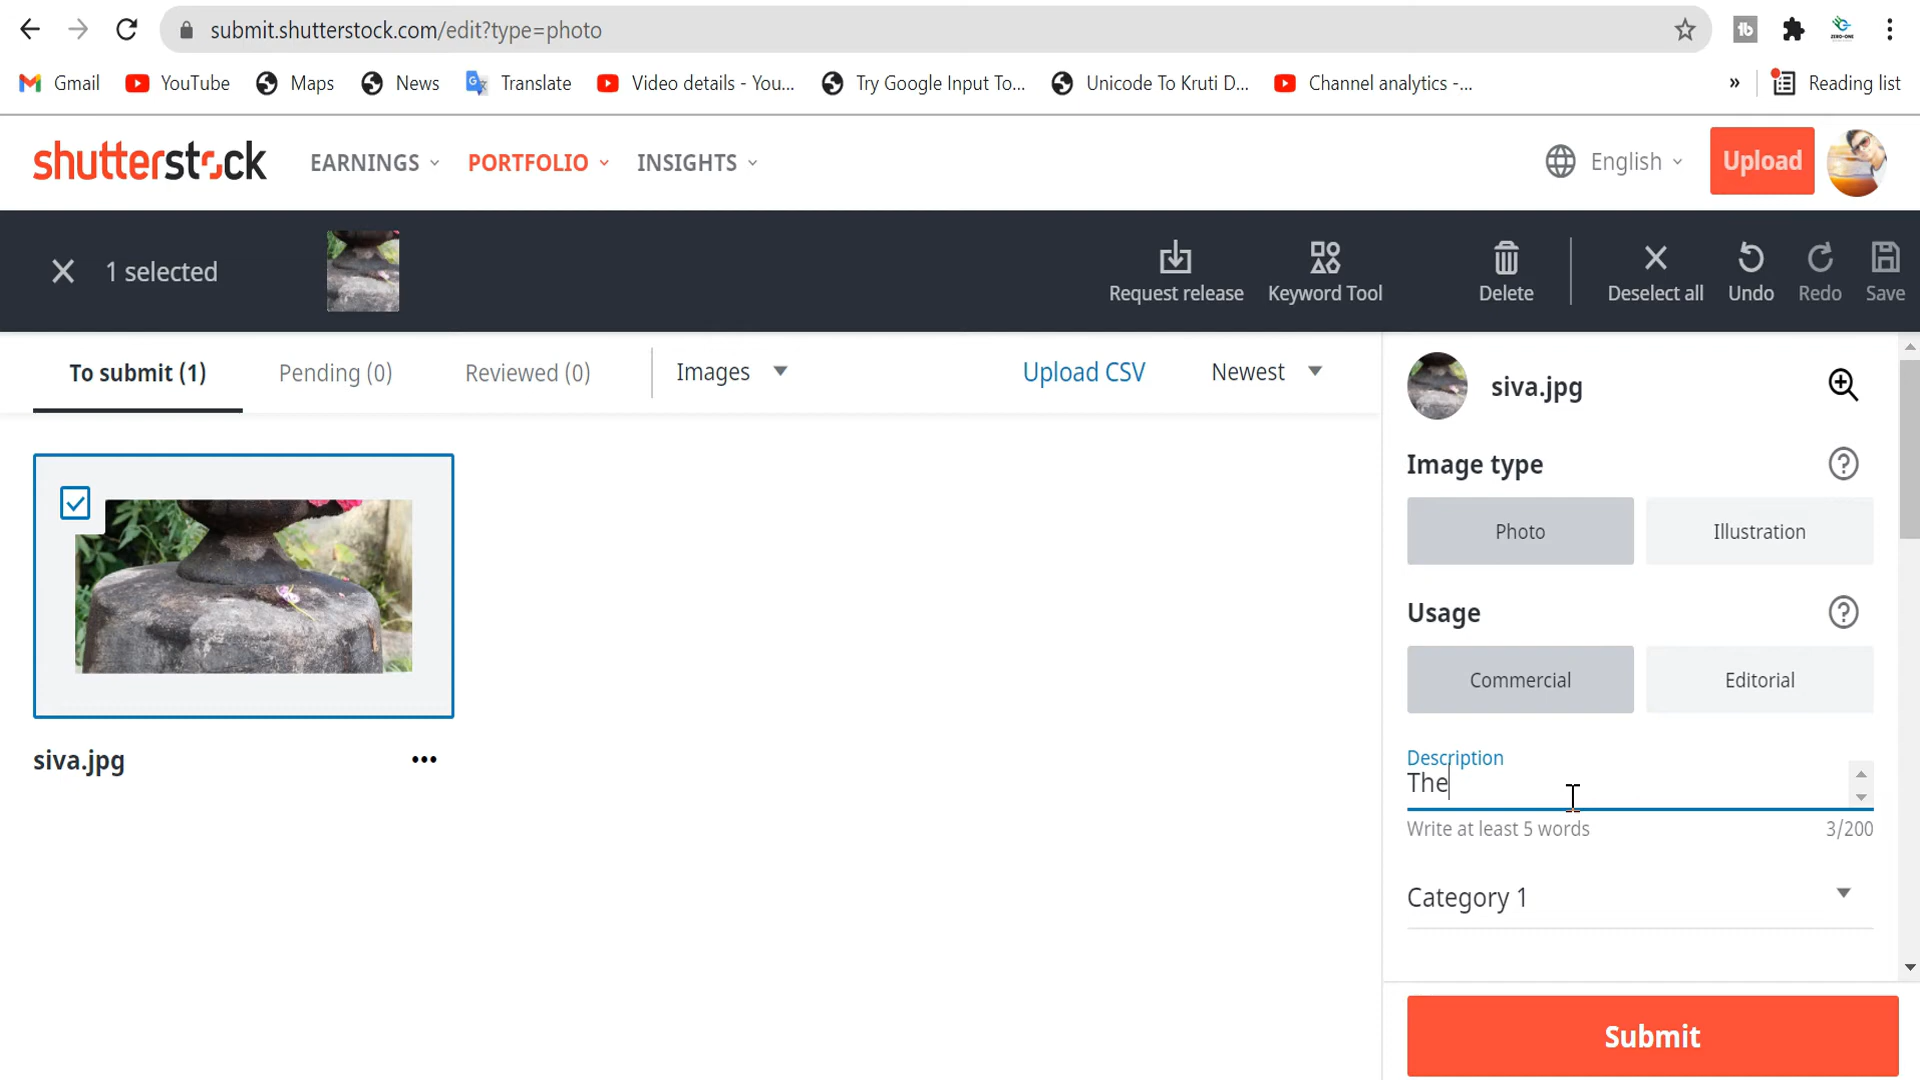 submit.shutterstock.com/edit?type=photo
Gmail YouTube Maps News Translate Video details - You... Try Google Input To... Unicode To Kruti D... Channel analytics -... » Reading list
shutterstock EARNINGS PORTFOLIO INSIGHTS English Upload
1 selected Request release Keyword Tool Delete Deselect all Undo Redo Save
To submit (1) Pending (0) Reviewed (0) Images Upload CSV Newest
siva.jpg
Image type
Photo Illustration
Usage
Commercial Editorial
Description
The
Write at least 5 words 3/200
siva.jpg
Category 1
Submit